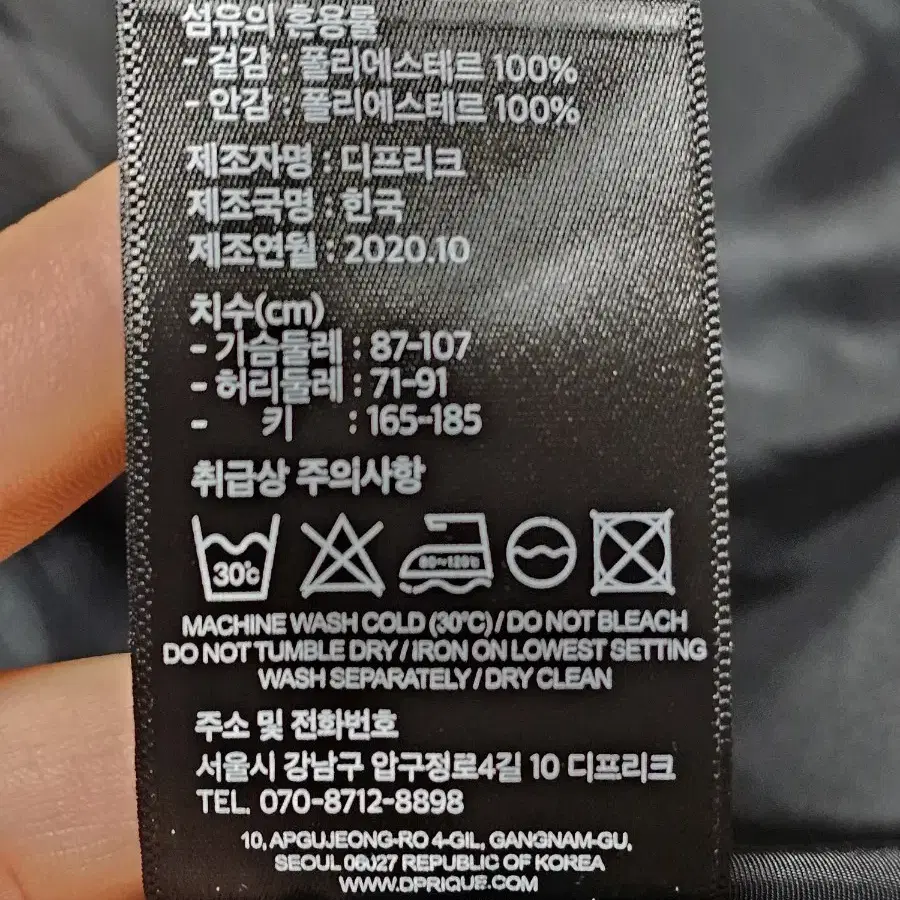 섬유의 혼용률
- 겉감 : 폴리에스테르 100%
- 안감 : 폴리에스테르 100%
제조자명 : 디프리크
제조국명 : 한국
제조연월 : 2020.10
치수(cm)
- 가슴둘레 : 87-107
- 허리둘레 : 71-91
- 키 : 165-185
취급상 주의사항
30℃ 80~120℃
MACHINE WASH COLD (30℃) / DO NOT BLEACH
DO NOT TUMBLE DRY / IRON ON LOWEST SETTING
WASH SEPARATELY / DRY CLEAN
주소 및 전화번호
서울시 강남구 압구정로4길 10 디프리크
TEL. 070-8712-8898
10, APGUJEONG-RO 4-GIL, GANGNAM-GU,
SEOUL 06027 REPUBLIC OF KOREA
WWW.DPRIQUE.COM